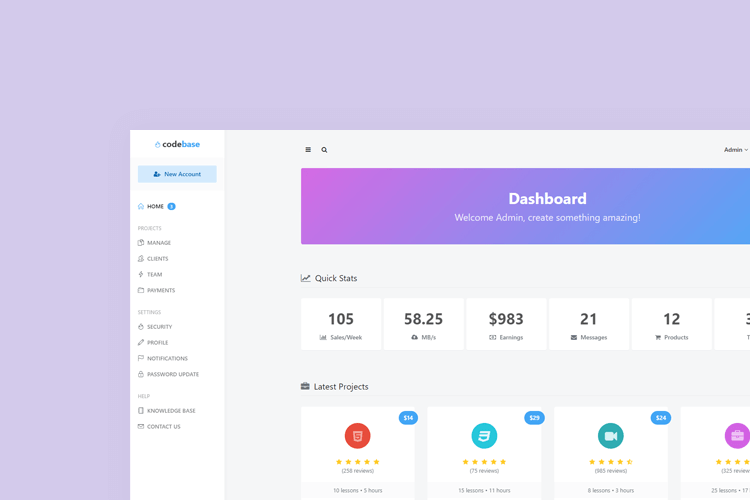 codebase
New Account
HOME 3
PROJECTS
MANAGE
CLIENTS
TEAM
PAYMENTS
SETTINGS
SECURITY
PROFILE
NOTIFICATIONS
PASSWORD UPDATE
HELP
KNOWLEDGE BASE
CONTACT US
Admin
Dashboard
Welcome Admin, create something amazing!
Quick Stats
105 58.25 $983 21 12
Sales/Week MB/s Earnings Messages Products
Latest Projects
$14 $29 $24
(258 reviews) (75 reviews) (985 reviews)
10 lessons • 5 hours 15 lessons • 11 hours 8 lessons • 3 hours 25 lessons • 17